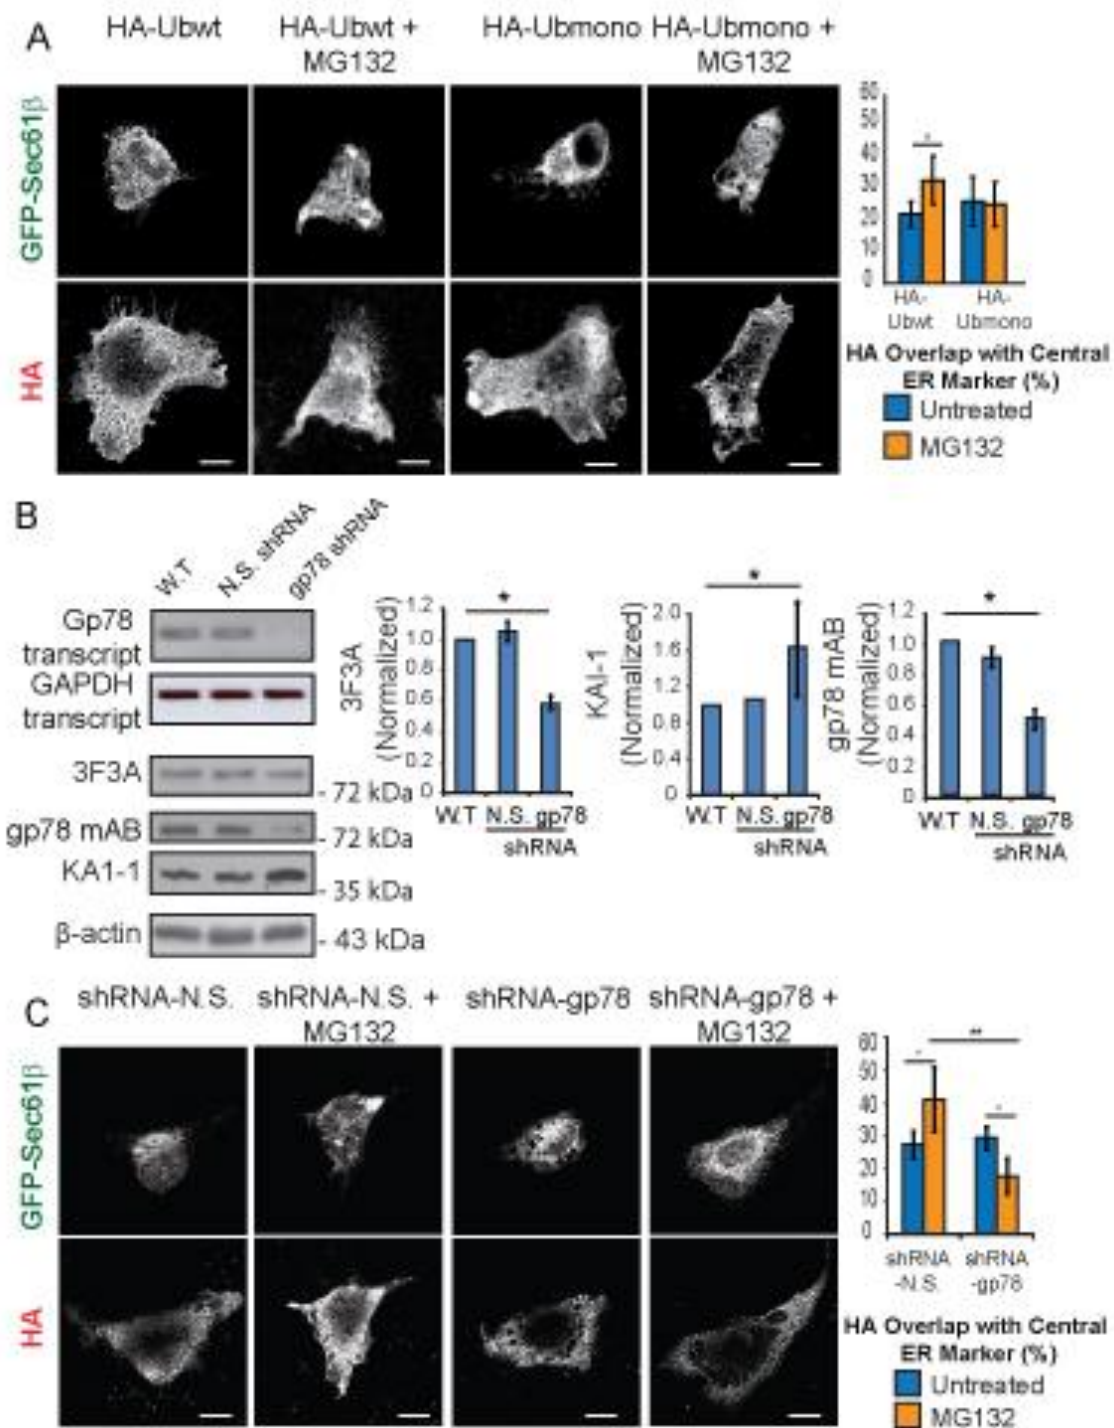 A
HA-Ubwt
HA-Ubwt +
MG132
HA-Ubmono
HA-Ubmono +
MG132
GFP-Sec61β
HA
60
50
40
30
20
10
0
*
HA-
Ubwt
HA-
Ubmono
HA Overlap with Central
ER Marker (%)
Untreated
MG132
B
W.T
N.S. shRNA
gp78 shRNA
Gp78
transcript
GAPDH
transcript
3F3A
- 72 kDa
gp78 mAB
- 72 kDa
KA1-1
- 35 kDa
β-actin
- 43 kDa
3F3A
(Normalized)
1.2
1.0
0.8
0.6
0.4
0.2
0
*
W.T N.S. gp78
shRNA
KAI-1
(Normalized)
2.0
1.6
1.2
0.8
0.4
0
*
W.T N.S. gp78
shRNA
gp78 mAB
(Normalized)
1.2
1
0.8
0.6
0.4
0.2
0
*
W.T N.S. gp78
shRNA
C
shRNA-N.S.
shRNA-N.S. +
MG132
shRNA-gp78
shRNA-gp78 +
MG132
GFP-Sec61β
HA
60
50
40
30
20
10
0
*
**
*
shRNA
-N.S.
shRNA
-gp78
HA Overlap with Central
ER Marker (%)
Untreated
MG132